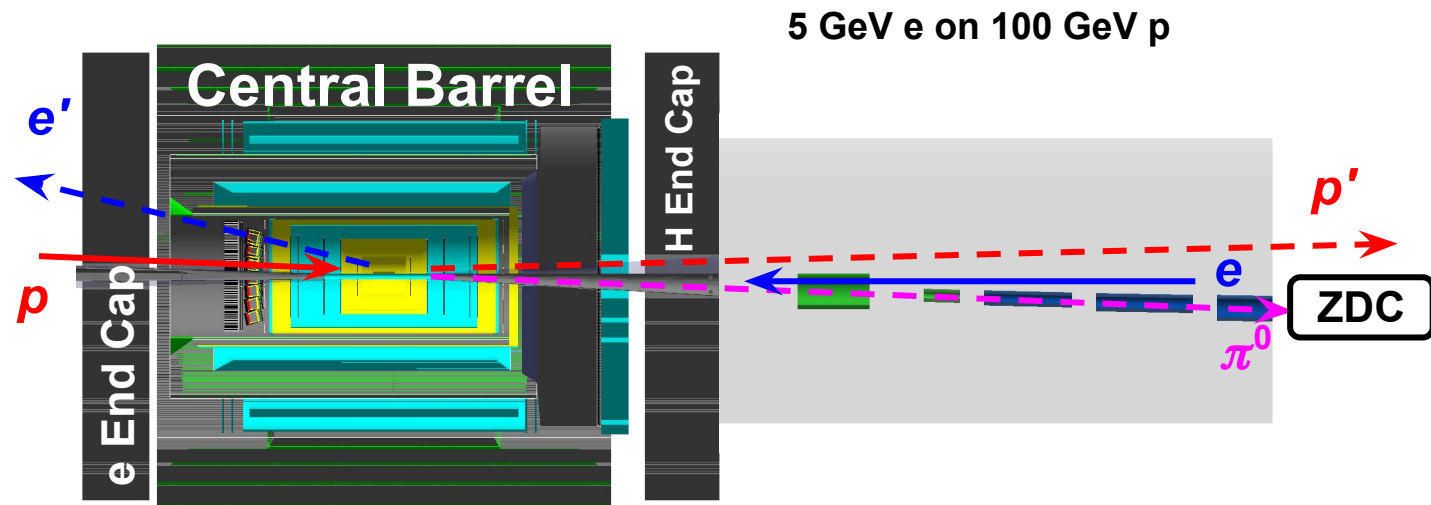 5 GeV e on 100 GeV p
Central Barrel
e'
p
e End Cap
H End Cap
p'
e
ZDC
π⁰